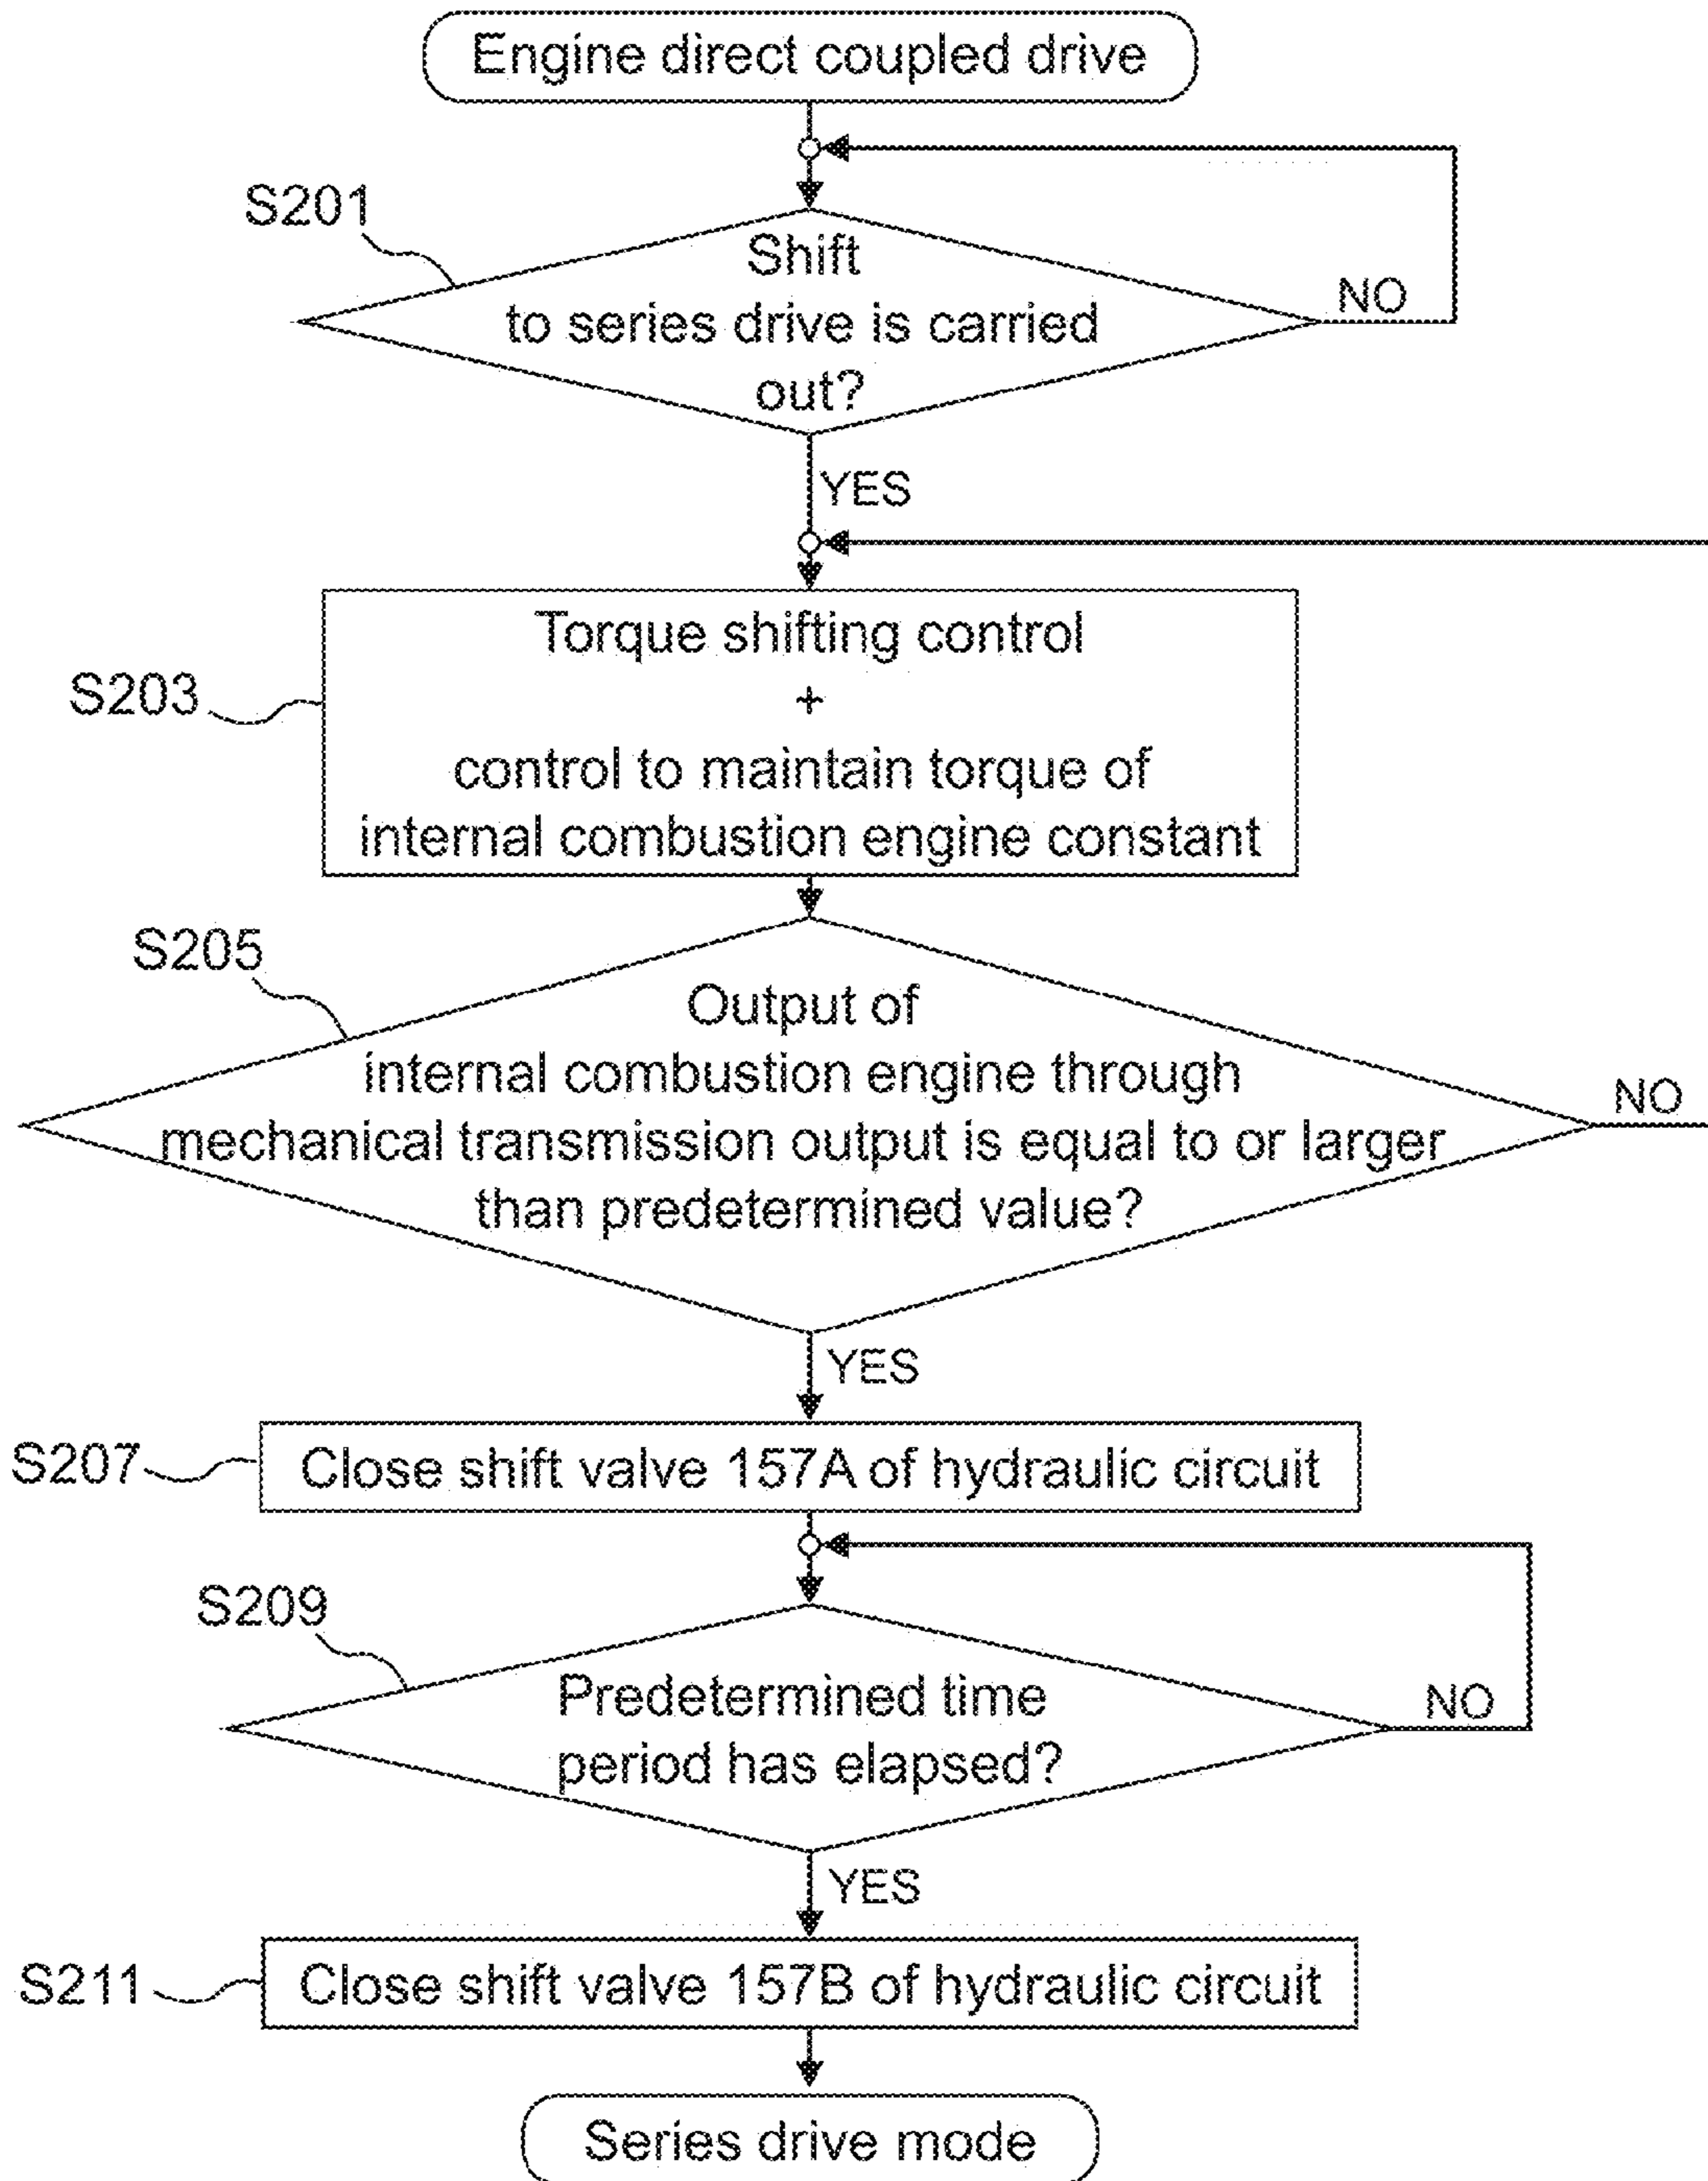 Engine direct coupled drive
S201
Shift
to series drive is carried
out?
NO
YES
S203
Torque shifting control
+
control to maintain torque of
internal combustion engine constant
S205
Output of
internal combustion engine through
mechanical transmission output is equal to or larger
than predetermined value?
NO
YES
S207
Close shift valve 157A of hydraulic circuit
S209
Predetermined time
period has elapsed?
NO
YES
S211
Close shift valve 157B of hydraulic circuit
Series drive mode